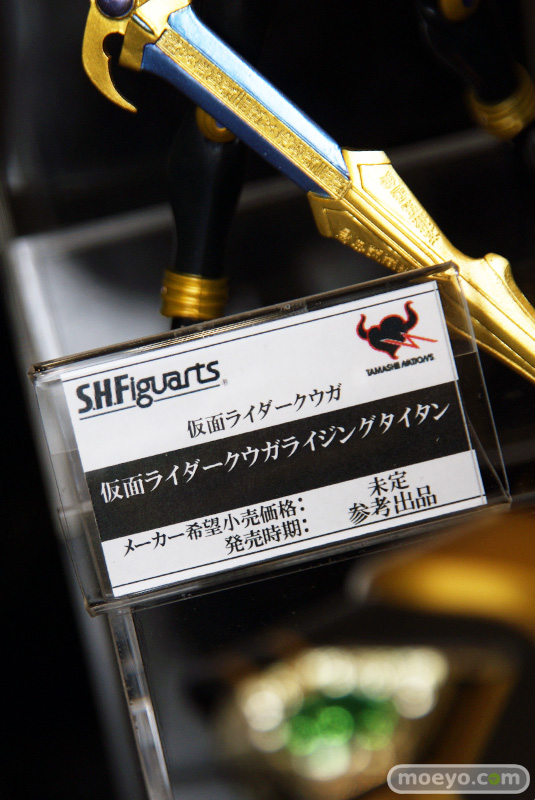 S.H.Figuarts
TAMASHII NATIONS
仮面ライダークウガ
仮面ライダークウガライジングタイタン
メーカー希望小売価格： 未定
発売時期： 参考出品
moeyo.com